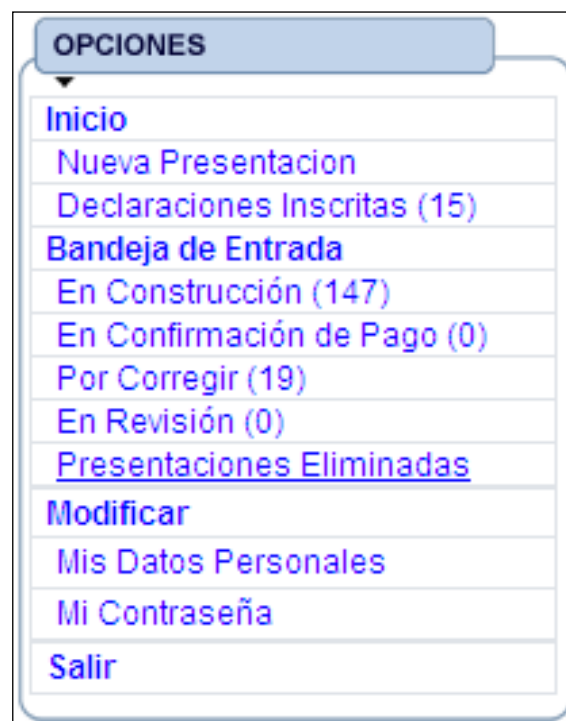 OPCIONES
Inicio
Nueva Presentacion
Declaraciones Inscritas (15)
Bandeja de Entrada
En Construcción (147)
En Confirmación de Pago (0)
Por Corregir (19)
En Revisión (0)
Presentaciones Eliminadas
Modificar
Mis Datos Personales
Mi Contraseña
Salir